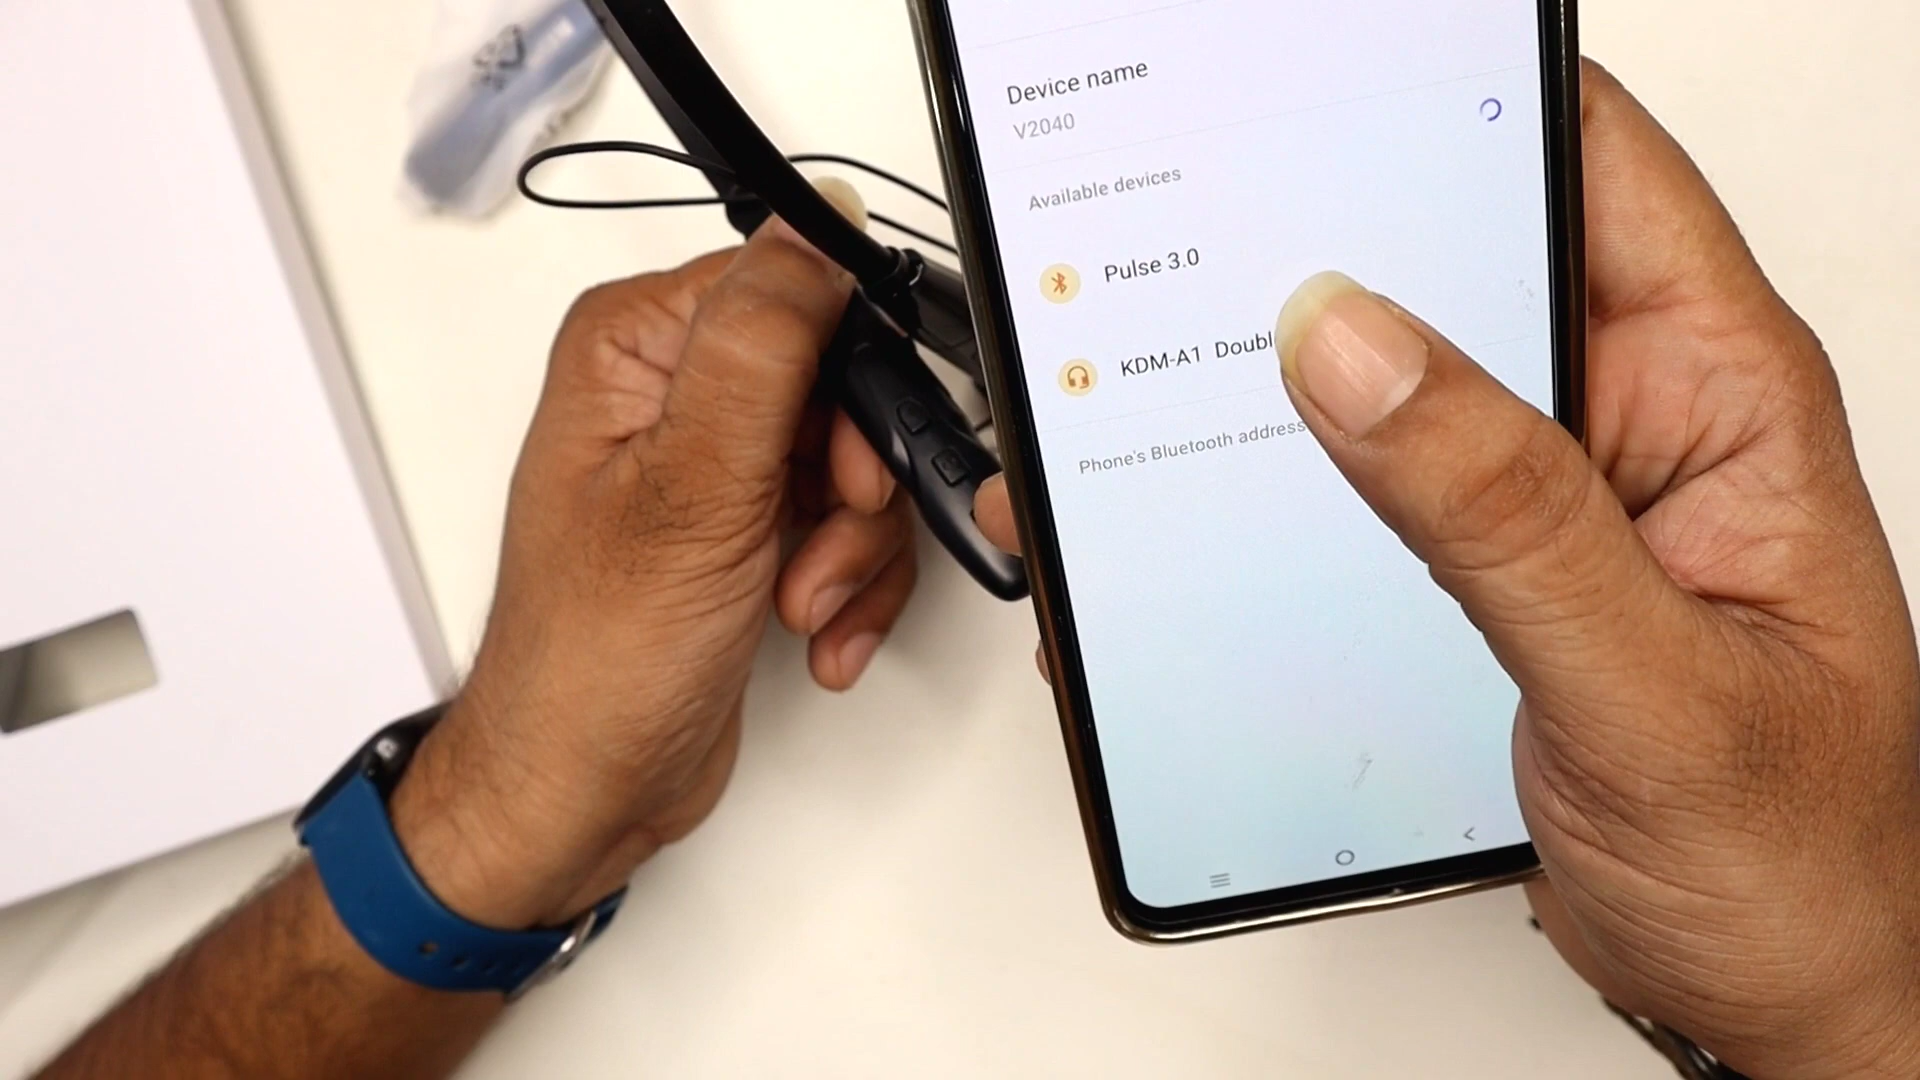 Device name
V2040
Available devices
Pulse 3.0
KDM-A1 Doubl
Phone's Bluetooth address